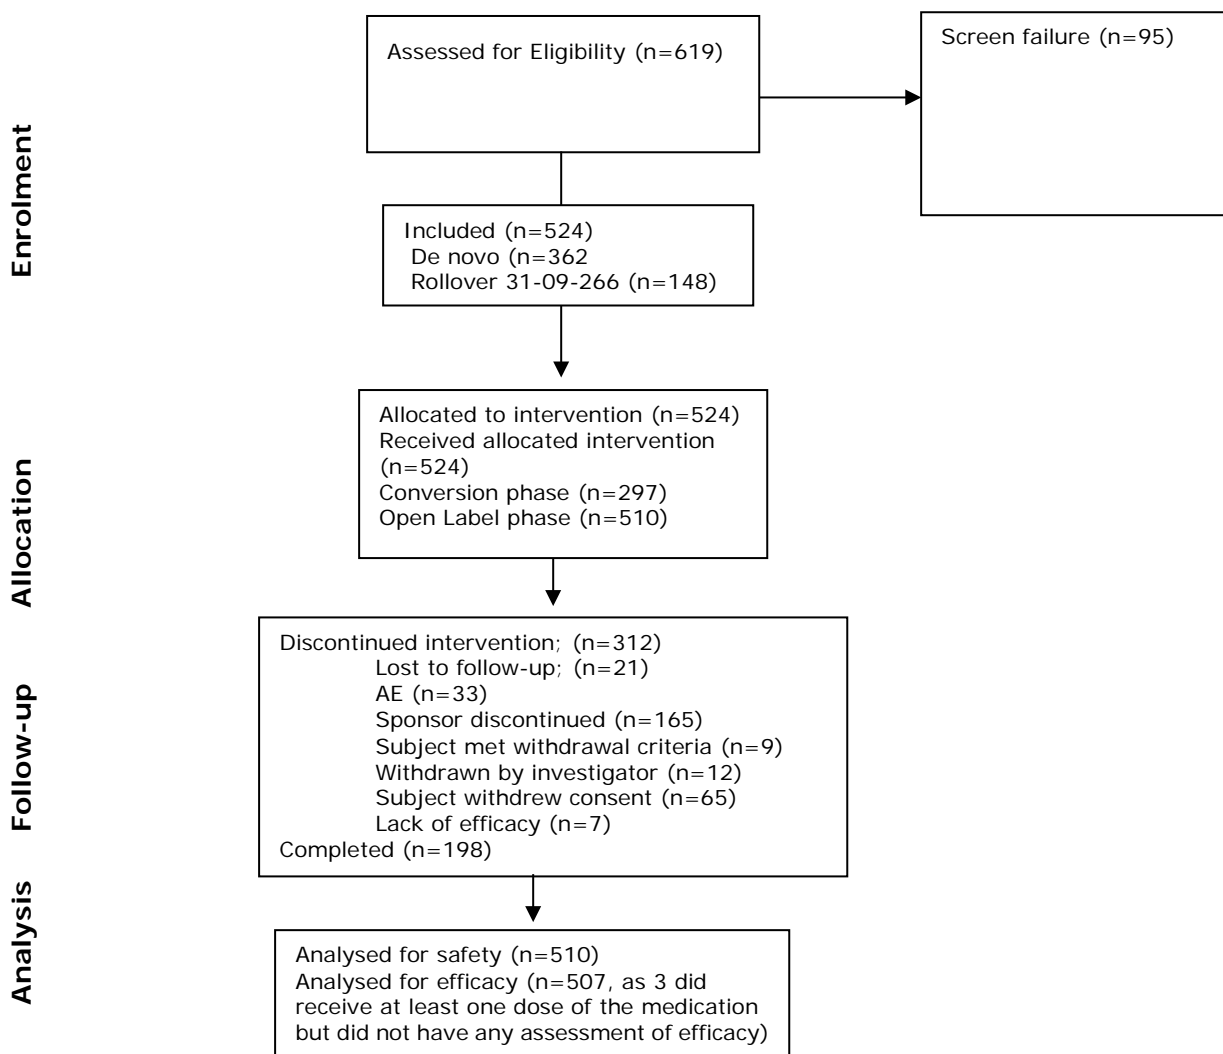 Assessed for Eligibility (n=619)
Screen failure (n=95)
Enrolment
Included (n=524)
De novo (n=362
Rollover 31-09-266 (n=148)
Allocation
Allocated to intervention (n=524)
Received allocated intervention
(n=524)
Conversion phase (n=297)
Open Label phase (n=510)
Follow-up
Discontinued intervention; (n=312)
Lost to follow-up; (n=21)
AE (n=33)
Sponsor discontinued (n=165)
Subject met withdrawal criteria (n=9)
Withdrawn by investigator (n=12)
Subject withdrew consent (n=65)
Lack of efficacy (n=7)
Completed (n=198)
Analysis
Analysed for safety (n=510)
Analysed for efficacy (n=507, as 3 did
receive at least one dose of the medication
but did not have any assessment of efficacy)